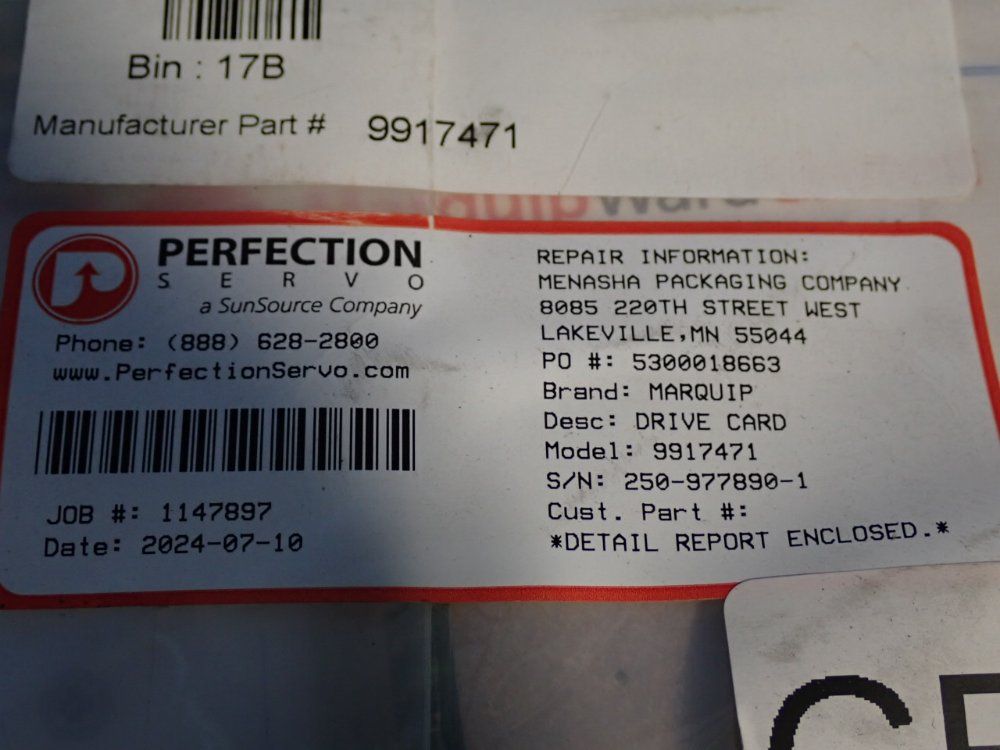 Bin : 17B
Manufacturer Part # 9917471
PERFECTION
SERVO
a SunSource Company
Phone: (888) 628-2800
www.PerfectionServo.com
JOB #: 1147897
Date: 2024-07-10
REPAIR INFORMATION:
MENASHA PACKAGING COMPANY
8085 220TH STREET WEST
LAKEVILLE,MN 55044
PO #: 5300018663
Brand: MARQUIP
Desc: DRIVE CARD
Model: 9917471
S/N: 250-977890-1
Cust. Part #:
*DETAIL REPORT ENCLOSED.*